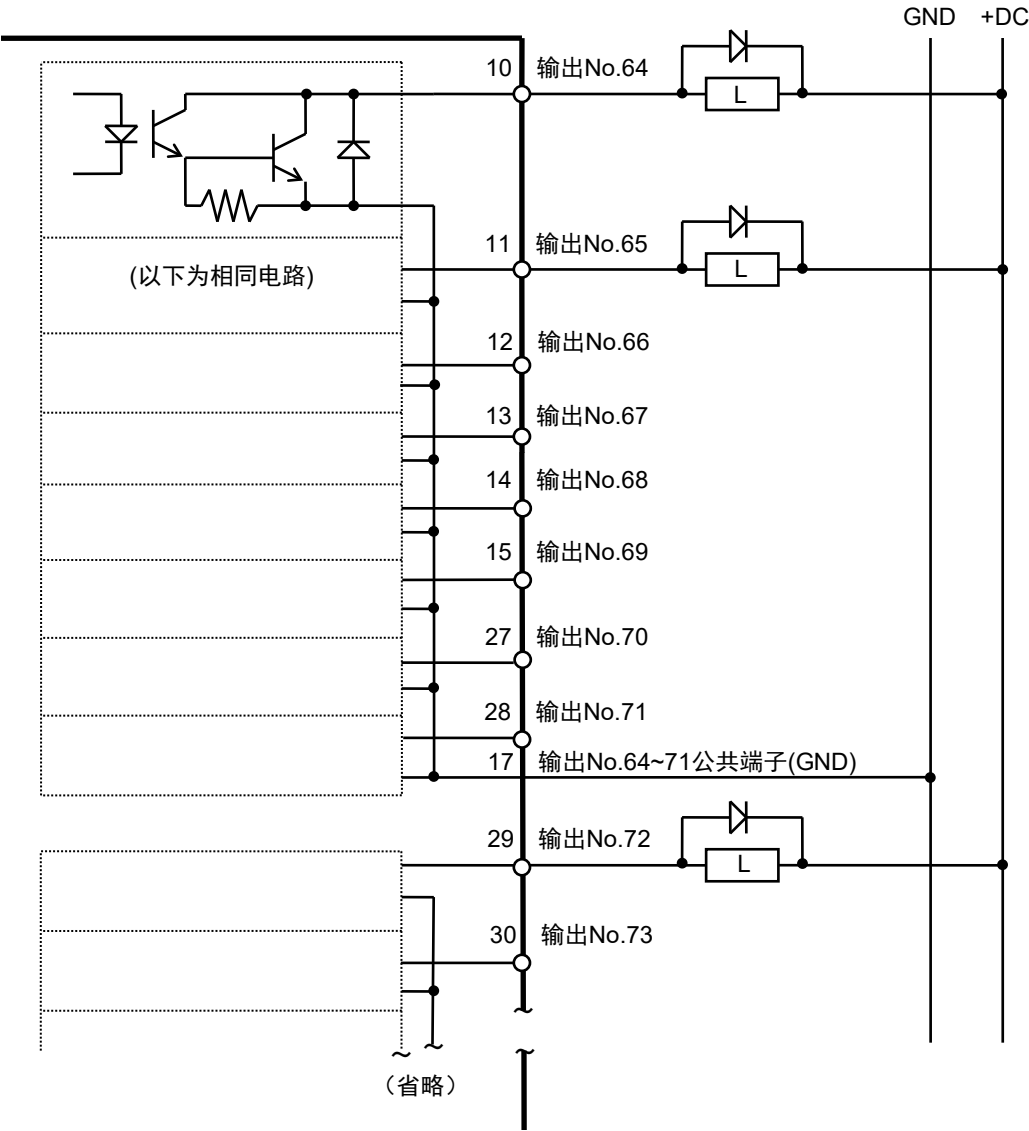 GND +DC
10 输出No.64
L
11 输出No.65
L
(以下为相同电路)
12 输出No.66
13 输出No.67
14 输出No.68
15 输出No.69
27 输出No.70
28 输出No.71
17 输出No.64~71公共端子(GND)
29 输出No.72
L
30 输出No.73
（省略）